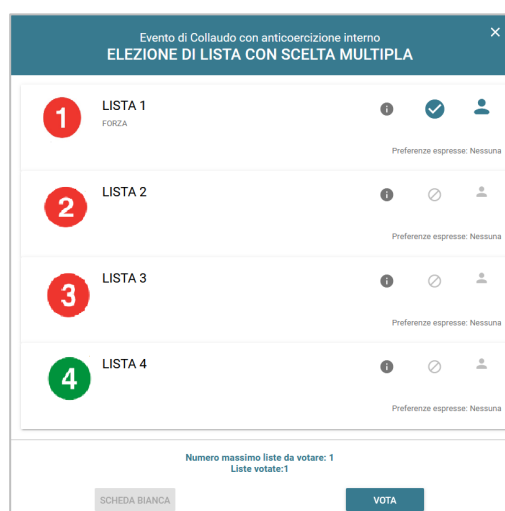 Evento di Collaudo con anticoercizione interno
ELEZIONE DI LISTA CON SCELTA MULTIPLA
1
LISTA 1
FORZA
Preferenze espresse: Nessuna
2
LISTA 2
Preferenze espresse: Nessuna
3
LISTA 3
Preferenze espresse: Nessuna
4
LISTA 4
Preferenze espresse: Nessuna
Numero massimo liste da votare: 1
Liste votate:1
SCHEDA BIANCA VOTA